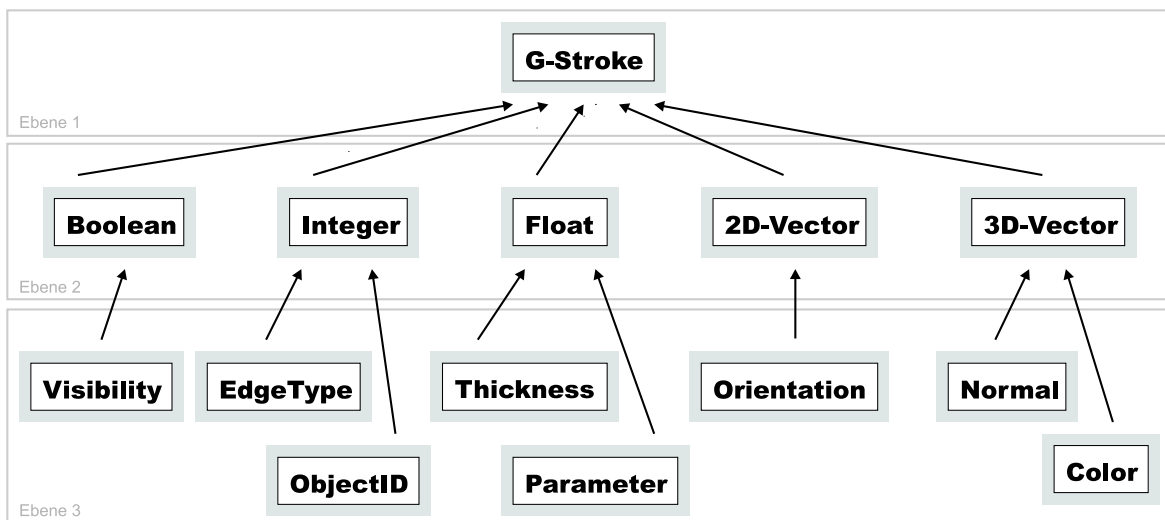 G-Stroke
Ebene 1
Boolean
Integer
Float
2D-Vector
3D-Vector
Ebene 2
Visibility
EdgeType
Thickness
Orientation
Normal
ObjectID
Parameter
Color
Ebene 3